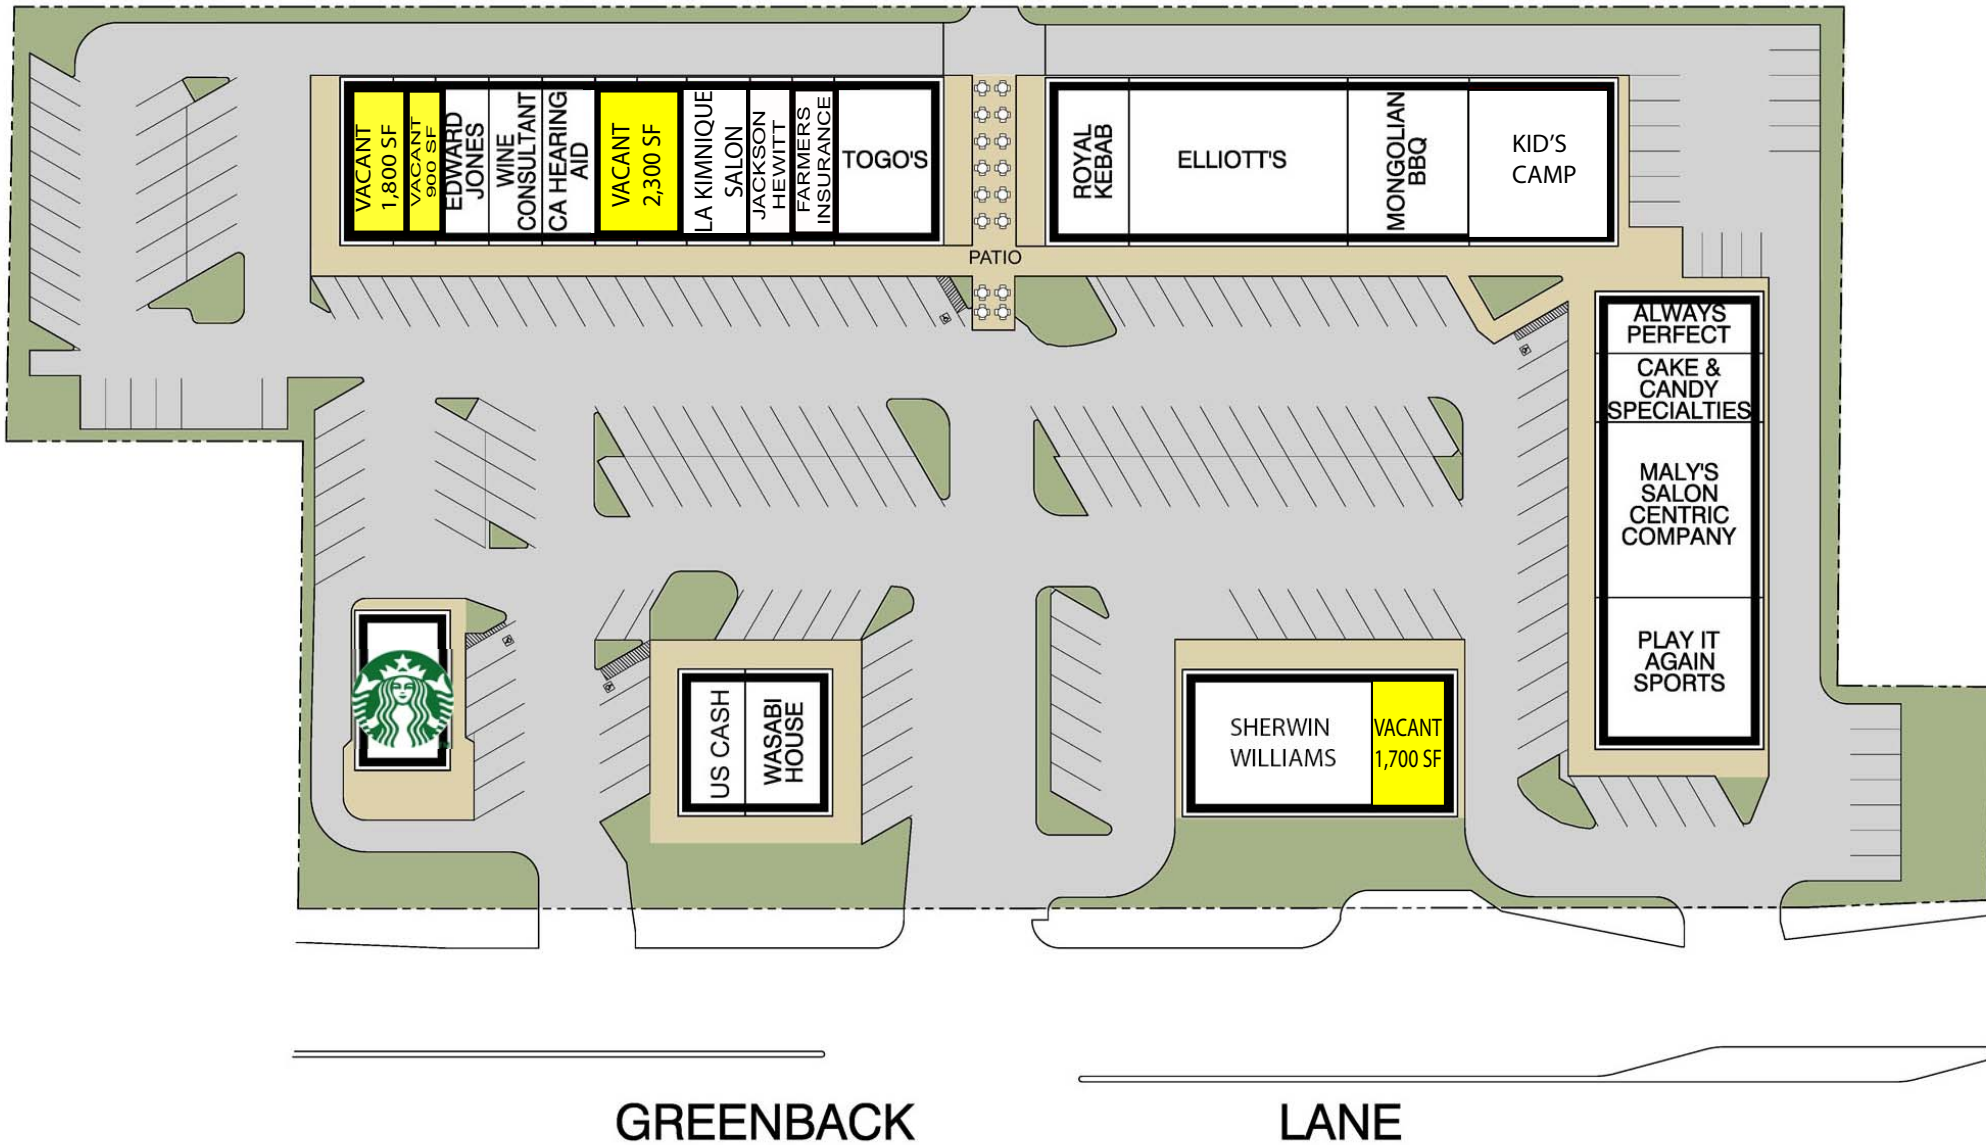 VACANT
1,800 SF
VACANT
900 SF
EDWARD
JONES
WINE
CONSULTANT
CA HEARING
AID
VACANT
2,300 SF
LA KIMNIQUE
SALON
JACKSON
HEWITT
FARMERS
INSURANCE
TOGO'S
ROYAL
KEBAB
ELLIOTT'S
MONGOLIAN
BBQ
KID'S
CAMP
PATIO
ALWAYS
PERFECT
CAKE &
CANDY
SPECIALTIES
MALY'S
SALON
CENTRIC
COMPANY
PLAY IT
AGAIN
SPORTS
US CASH
WASABI
HOUSE
SHERWIN
WILLIAMS
VACANT
1,700 SF
GREENBACK LANE